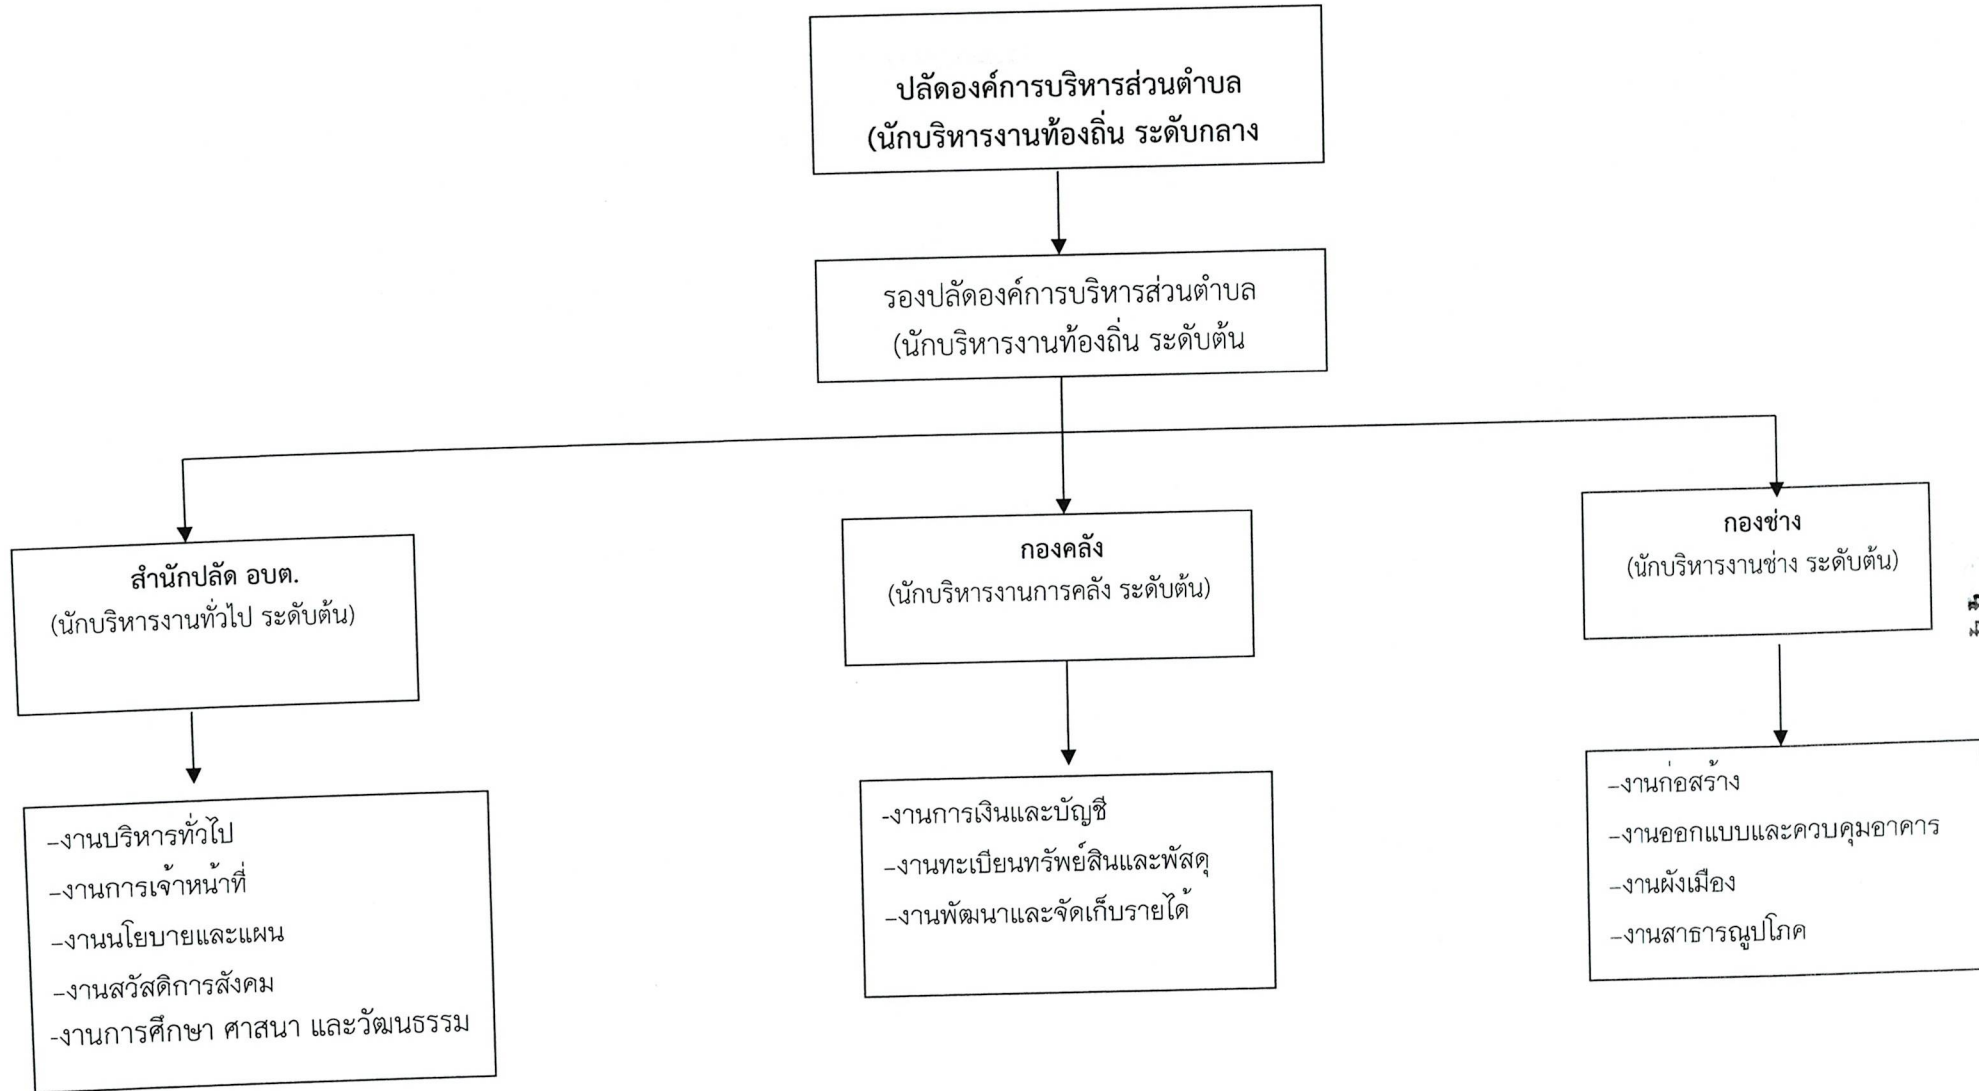 ปลัดองค์การบริหารส่วนตำบล
(นักบริหารงานท้องถิ่น ระดับกลาง
รองปลัดองค์การบริหารส่วนตำบล
(นักบริหารงานท้องถิ่น ระดับต้น
สำนักปลัด อบต.
(นักบริหารงานทั่วไป ระดับต้น)
กองคลัง
(นักบริหารงานการคลัง ระดับต้น)
กองช่าง
(นักบริหารงานช่าง ระดับต้น)
-งานบริหารทั่วไป
-งานการเจ้าหน้าที่
-งานนโยบายและแผน
-งานสวัสดิการสังคม
-งานการศึกษา ศาสนา และวัฒนธรรม
-งานการเงินและบัญชี
-งานทะเบียนทรัพย์สินและพัสดุ
-งานพัฒนาและจัดเก็บรายได้
-งานก่อสร้าง
-งานออกแบบและควบคุมอาคาร
-งานผังเมือง
-งานสาธารณูปโภค